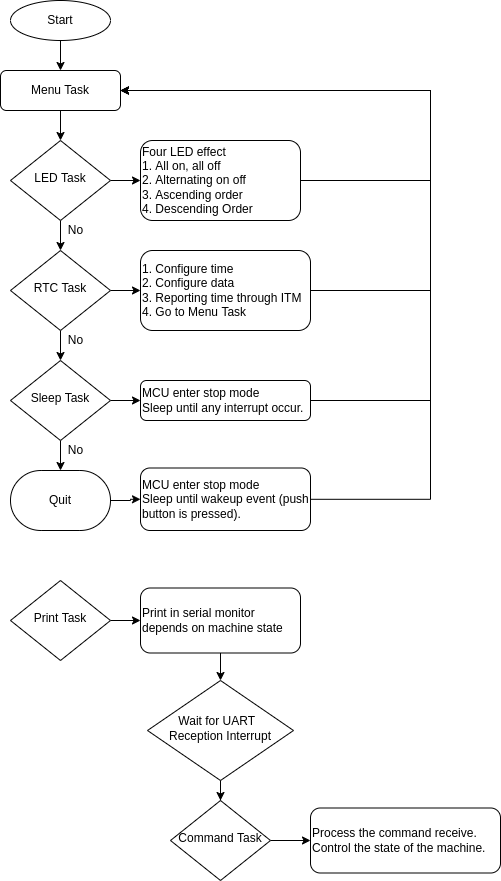 Start
Menu Task
LED Task
Four LED effect
1. All on, all off
2. Alternating on off
3. Ascending order
4. Descending Order
No
RTC Task
1. Configure time
2. Configure data
3. Reporting time through ITM
4. Go to Menu Task
No
Sleep Task
MCU enter stop mode
Sleep until any interrupt occur.
No
Quit
MCU enter stop mode
Sleep until wakeup event (push
button is pressed).
Print Task
Print in serial monitor
depends on machine state
Wait for UART
Reception Interrupt
Command Task
Process the command receive.
Control the state of the machine.